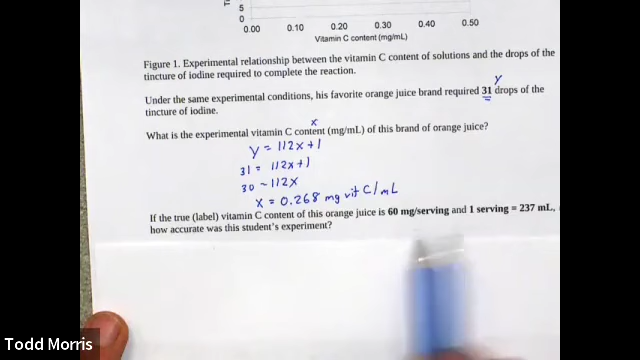 5
0
0.00 0.10 0.20 0.30 0.40 0.50
Vitamin C content (mg/mL)
Figure 1. Experimental relationship between the vitamin C content of solutions and the drops of the
tincture of iodine required to complete the reaction.
y
Under the same experimental conditions, his favorite orange juice brand required 31 drops of the
tincture of iodine.
x
What is the experimental vitamin C content (mg/mL) of this brand of orange juice?
y = 112x+1
31 = 112x+1
30 = 112x
x = 0.268 mg vit C/mL
If the true (label) vitamin C content of this orange juice is 60 mg/serving and 1 serving = 237 mL,
how accurate was this student's experiment?
Todd Morris